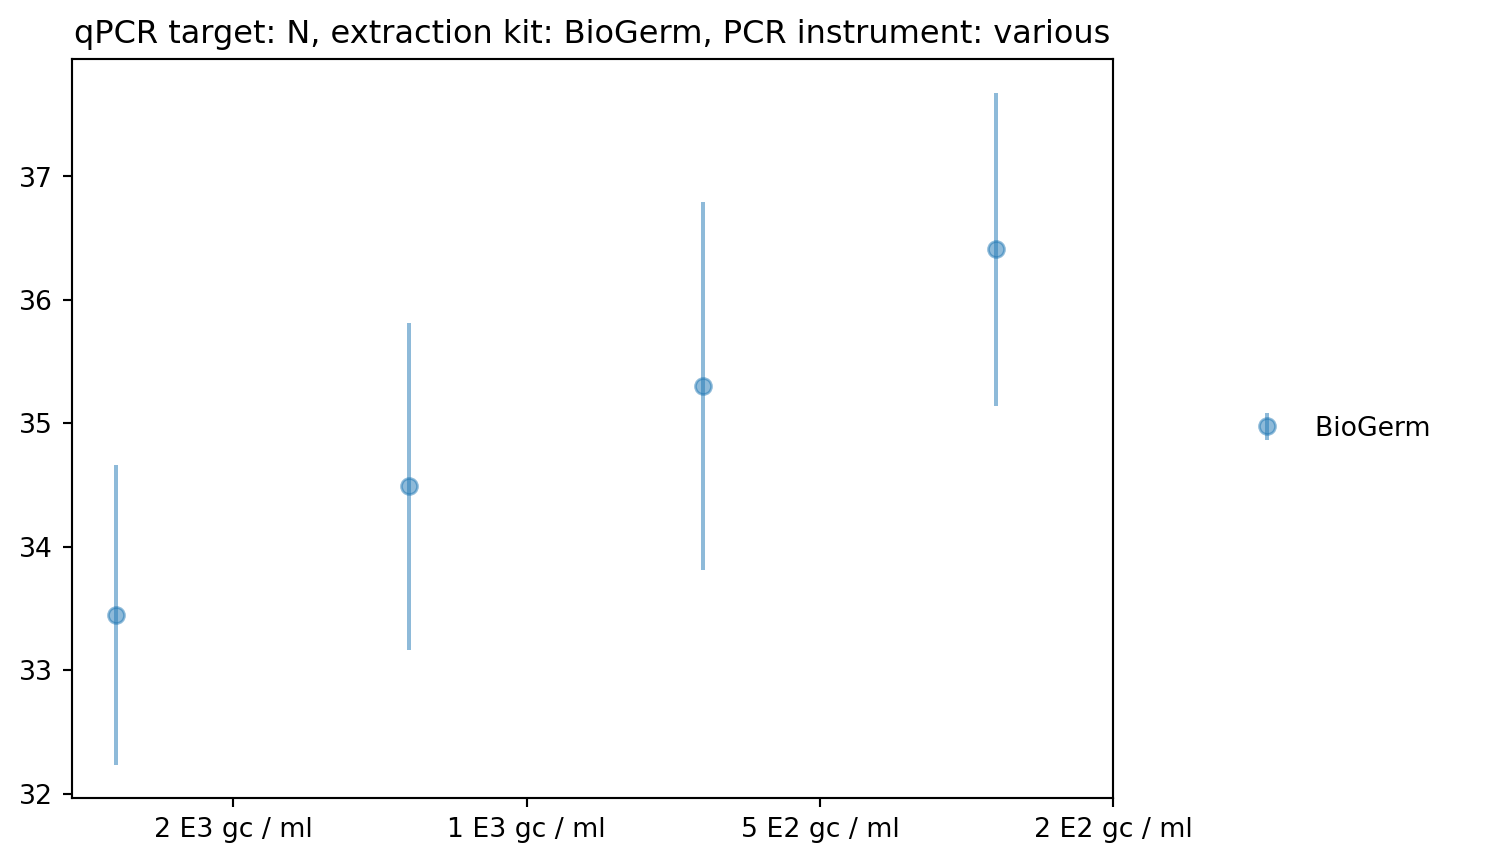 qPCR target: N, extraction kit: BioGerm, PCR instrument: various
37
36
35
34
33
32
2 E3 gc / ml
1 E3 gc / ml
5 E2 gc / ml
2 E2 gc / ml
BioGerm